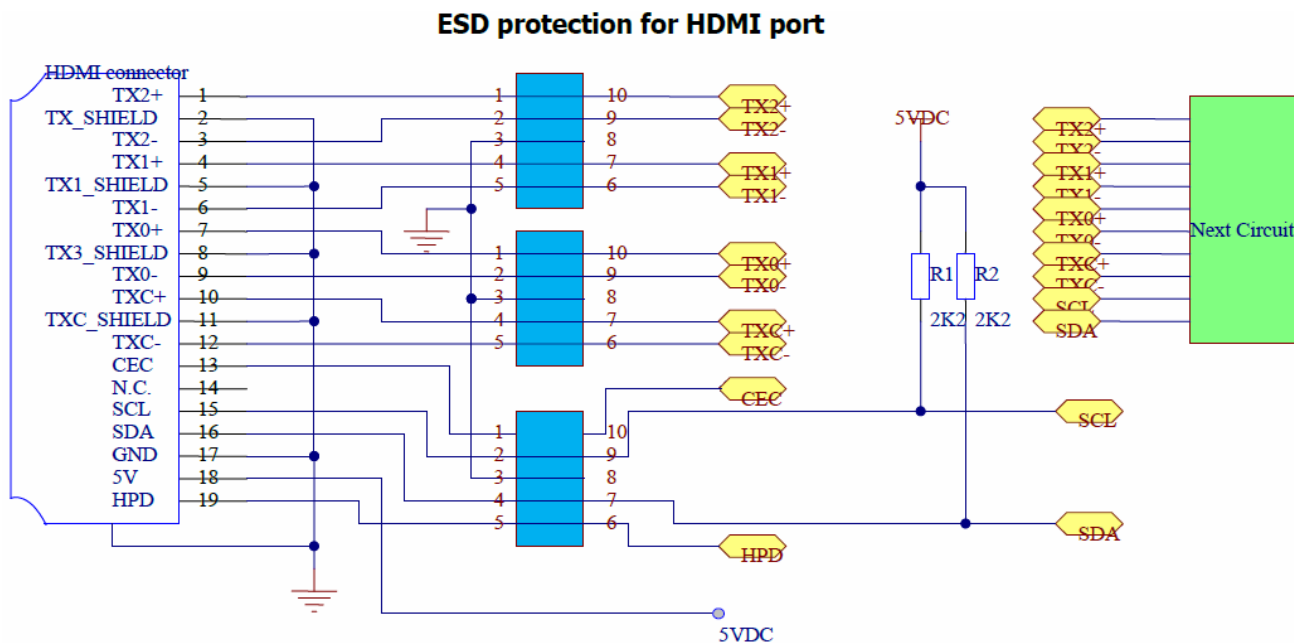 ESD protection for HDMI port
HDMI connector
TX2+ 1
TX_SHIELD 2
TX2- 3
TX1+ 4
TX1_SHIELD 5
TX1- 6
TX0+ 7
TX3_SHIELD 8
TX0- 9
TXC+ 10
TXC_SHIELD 11
TXC- 12
CEC 13
N.C. 14
SCL 15
SDA 16
GND 17
5V 18
HPD 19
1 10
2 9
3 8
4 7
5 6
TX2+
TX2-
TX1+
TX1-
1 10
2 9
3 8
4 7
5 6
TX0+
TX0-
TXC+
TXC-
1 10
2 9
3 8
4 7
5 6
CEC
HPD
5VDC
5VDC
R1 R2
2K2 2K2
SCL
SDA
TX2+
TX2-
TX1+
TX1-
TX0+
TX0-
TXC+
TXC-
SCL
SDA
Next Circuit